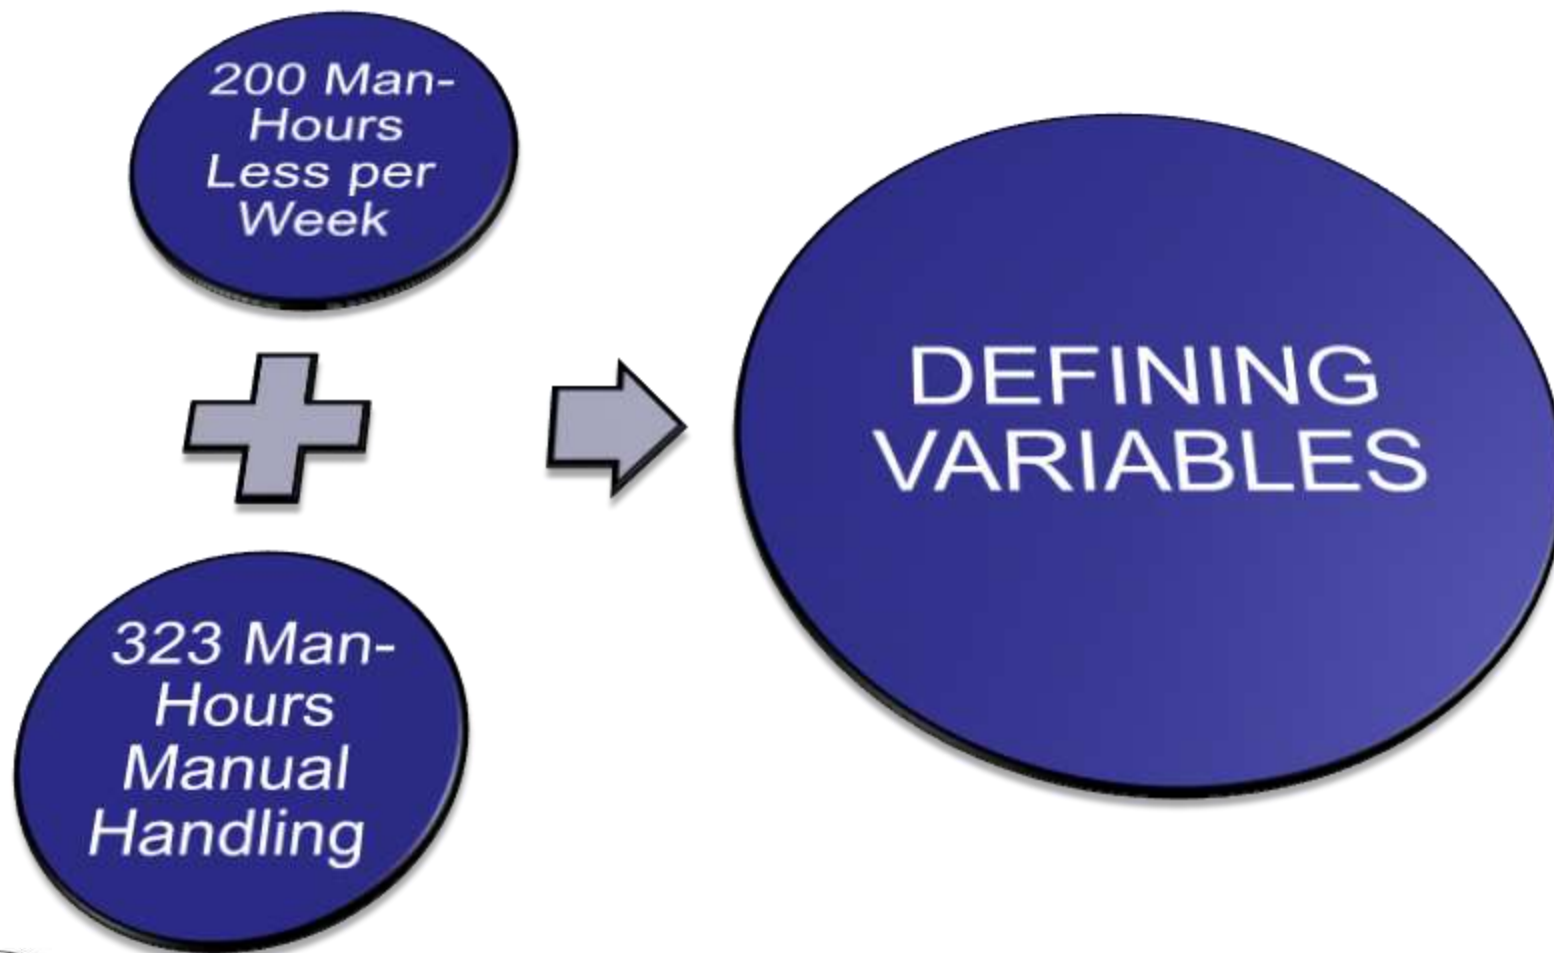 200 Man-
Hours
Less per
Week
323 Man-
Hours
Manual
Handling
DEFINING
VARIABLES